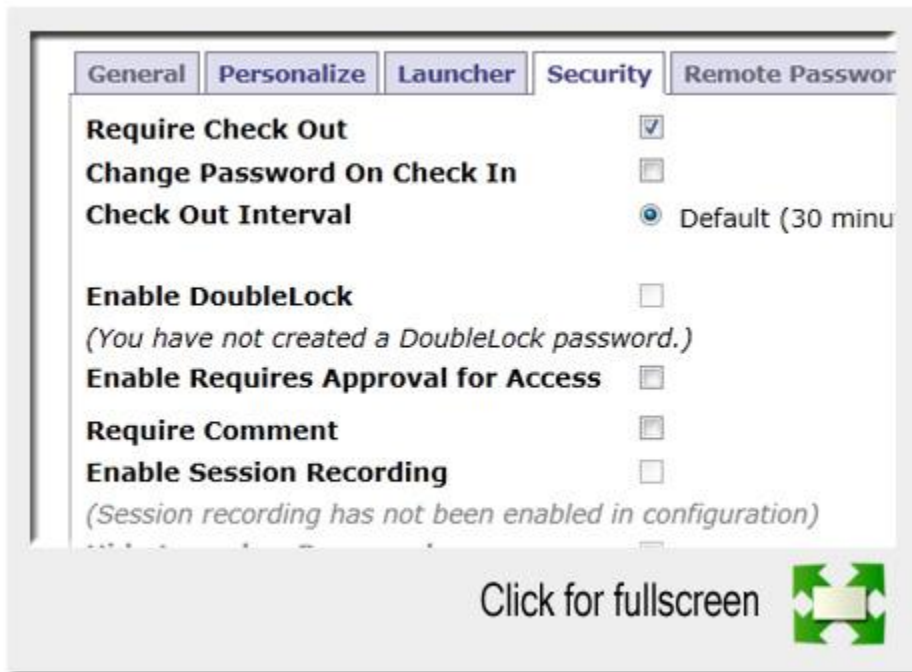 General Personalize Launcher Security Remote
Require Check Out
Change Password On Check In
Check Out Interval Default (30
Enable DoubleLock
(You have not created a DoubleLock password.)
Enable Requires Approval for Access
Require Comment
Enable Session Recording
(Session recording has not been enabled in configuration)
Click for fullscreen